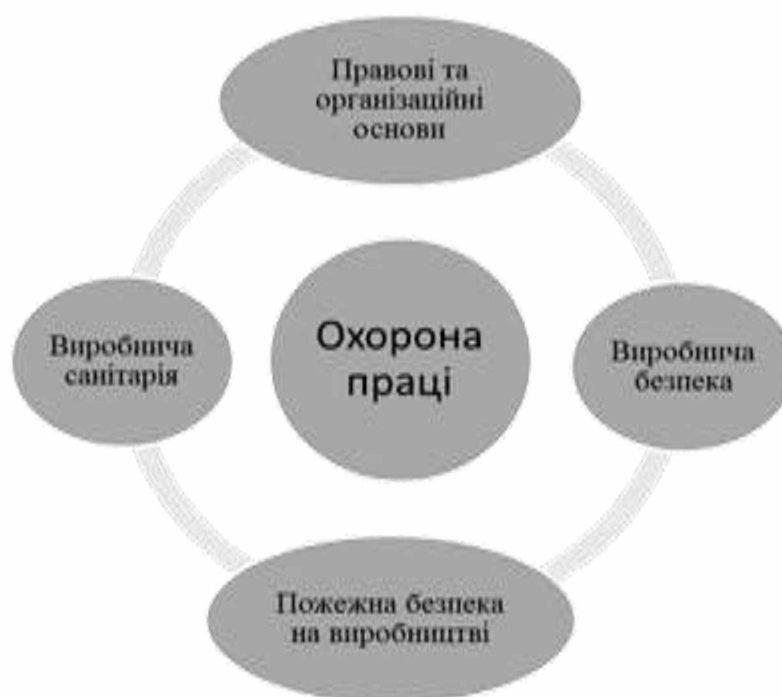 Правові та
організаційні
основи
Виробнича
санітарія
Охорона
праці
Виробнича
безпека
Пожежна безпека
на виробництві